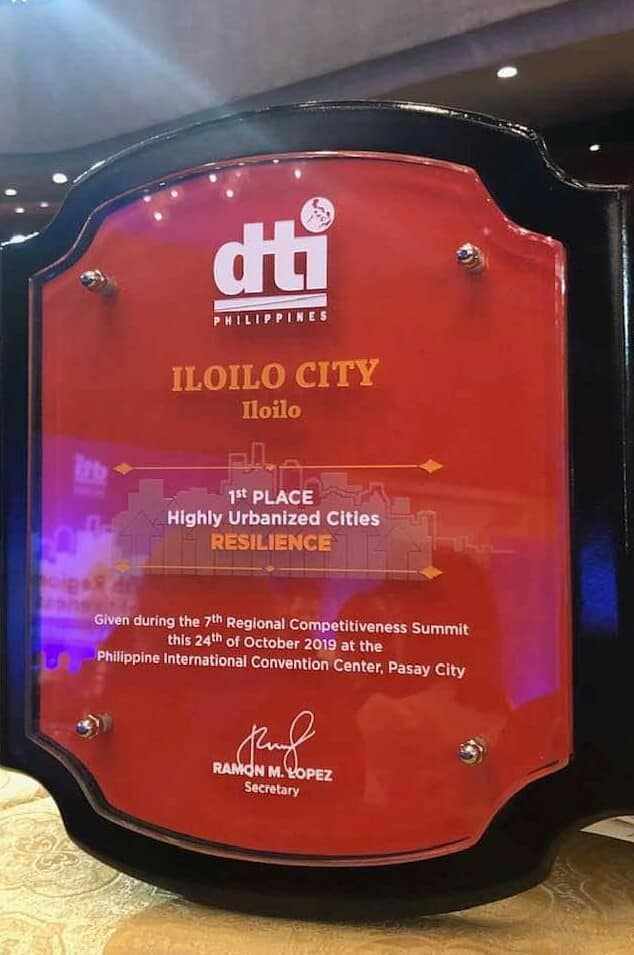 dti
PHILIPPINES
ILOILO CITY
Iloilo
1st PLACE
Highly Urbanized Cities
RESILIENCE
Given during the 7th Regional Competitiveness Summit
this 24th of October 2019 at the
Philippine International Convention Center, Pasay City
RAMON M. LOPEZ
Secretary